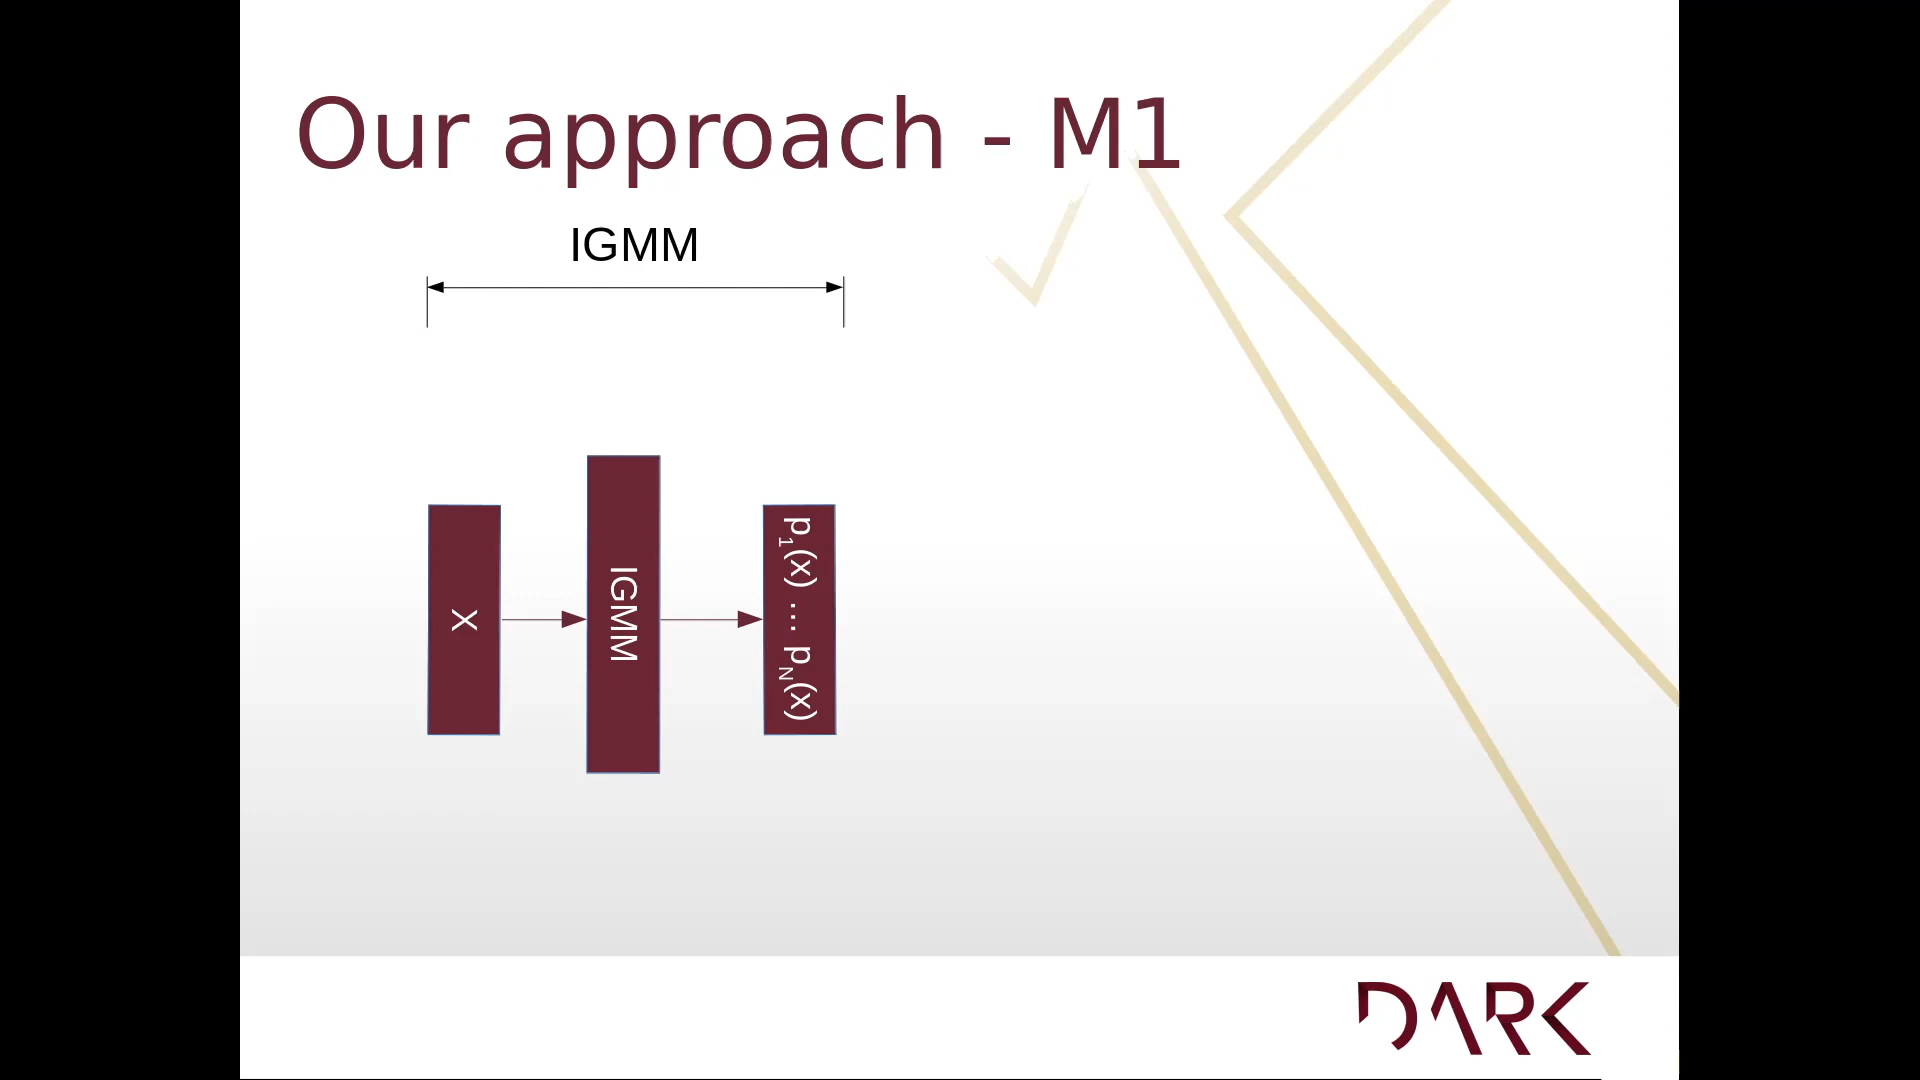 Our approach - M1
IGMM
X
IGMM
p1(x) ... pN(x)
DARK